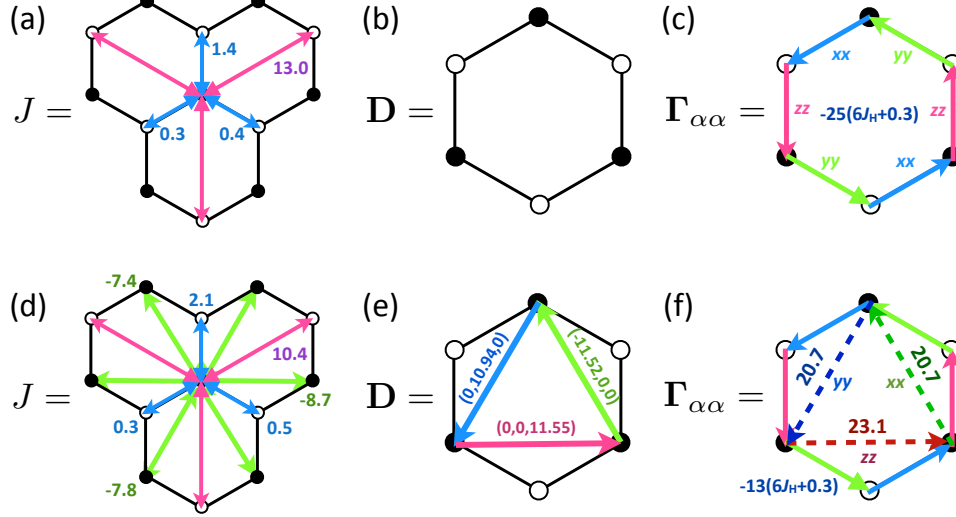 (a)
1.4
13.0
J =
0.3
0.4
(b)
D =
(c)
xx
yy
Γαα =
zz
-25(6JH+0.3)
zz
yy
xx
(d)
-7.4
2.1
10.4
J =
-8.7
0.3
0.5
-7.8
(e)
D =
(0,10.94,0)
(-11.52,0,0)
(0,0,11.55)
(f)
Γαα =
20.7
yy
xx
20.7
23.1
zz
-13(6JH+0.3)